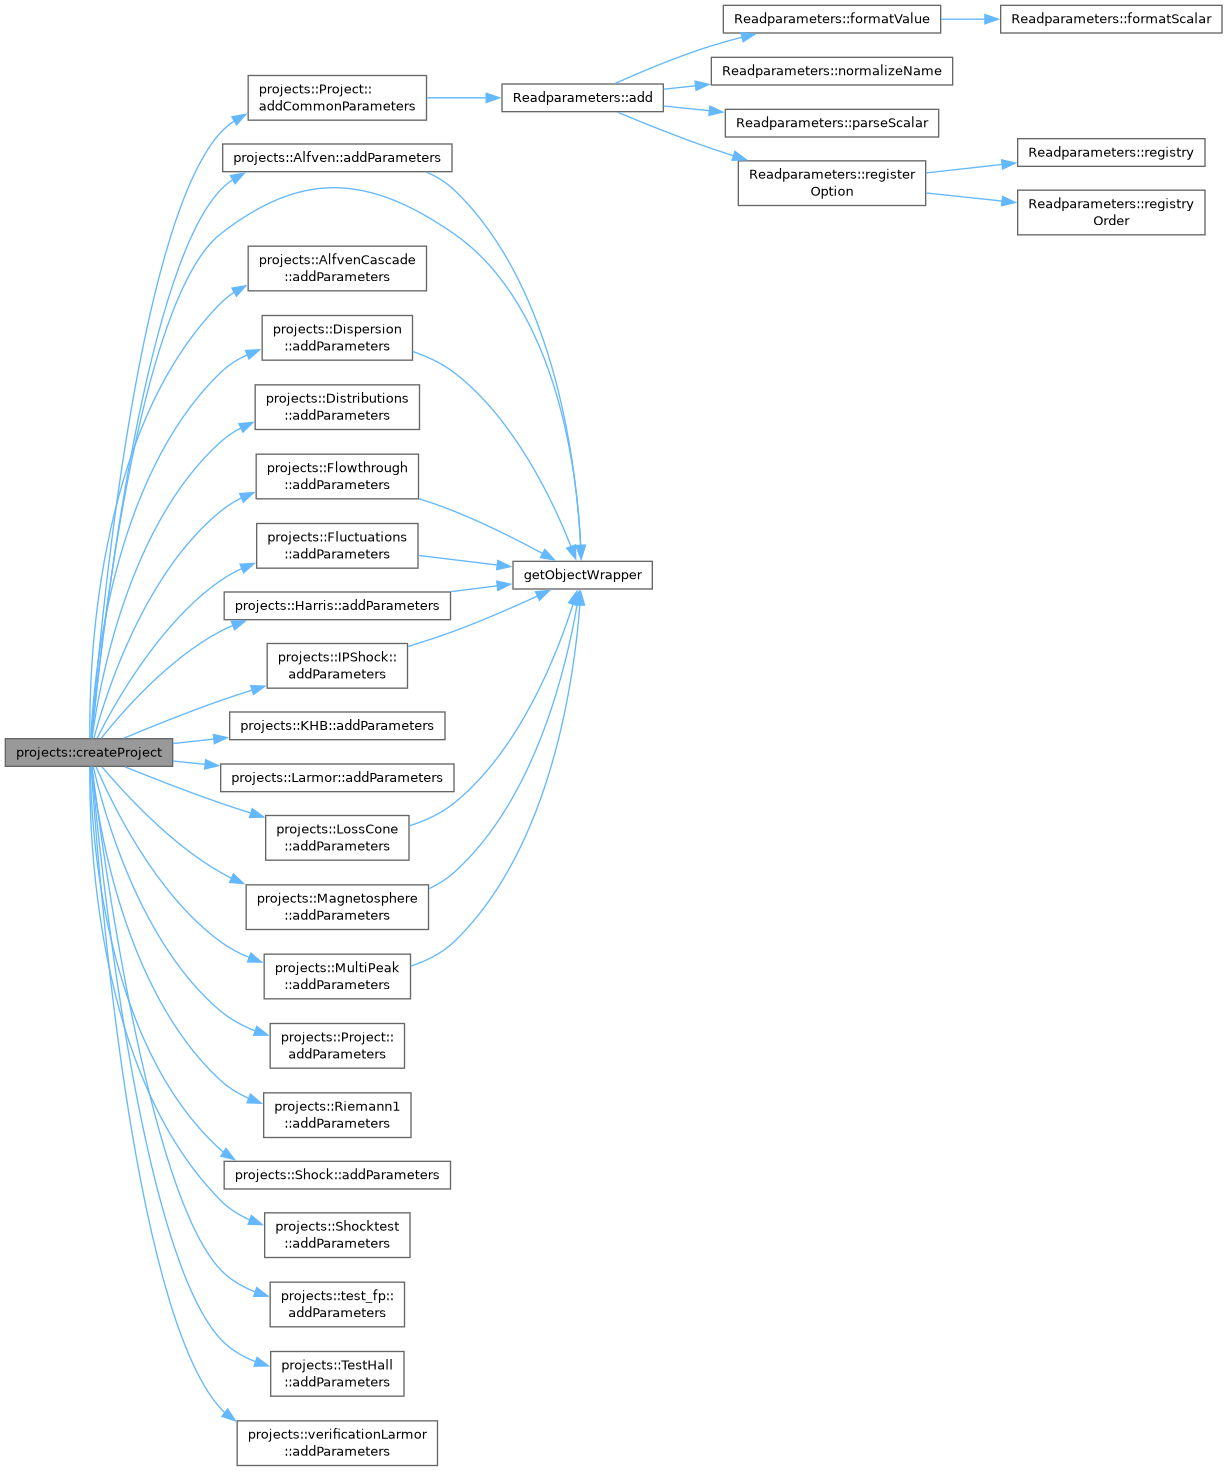 Readparameters::formatValue
Readparameters::formatScalar
Readparameters::normalizeName
projects::Project::
addCommonParameters
Readparameters::add
Readparameters::parseScalar
Readparameters::registry
projects::Alfven::addParameters
Readparameters::register
Option
Readparameters::registry
Order
projects::AlfvenCascade
::addParameters
projects::Dispersion
::addParameters
projects::Distributions
::addParameters
projects::Flowthrough
::addParameters
projects::Fluctuations
::addParameters
getObjectWrapper
projects::Harris::addParameters
projects::IPShock::
addParameters
projects::KHB::addParameters
projects::createProject
projects::Larmor::addParameters
projects::LossCone
::addParameters
projects::Magnetosphere
::addParameters
projects::MultiPeak
::addParameters
projects::Project::
addParameters
projects::Riemann1
::addParameters
projects::Shock::addParameters
projects::Shocktest
::addParameters
projects::test_fp::
addParameters
projects::TestHall
::addParameters
projects::verificationLarmor
::addParameters